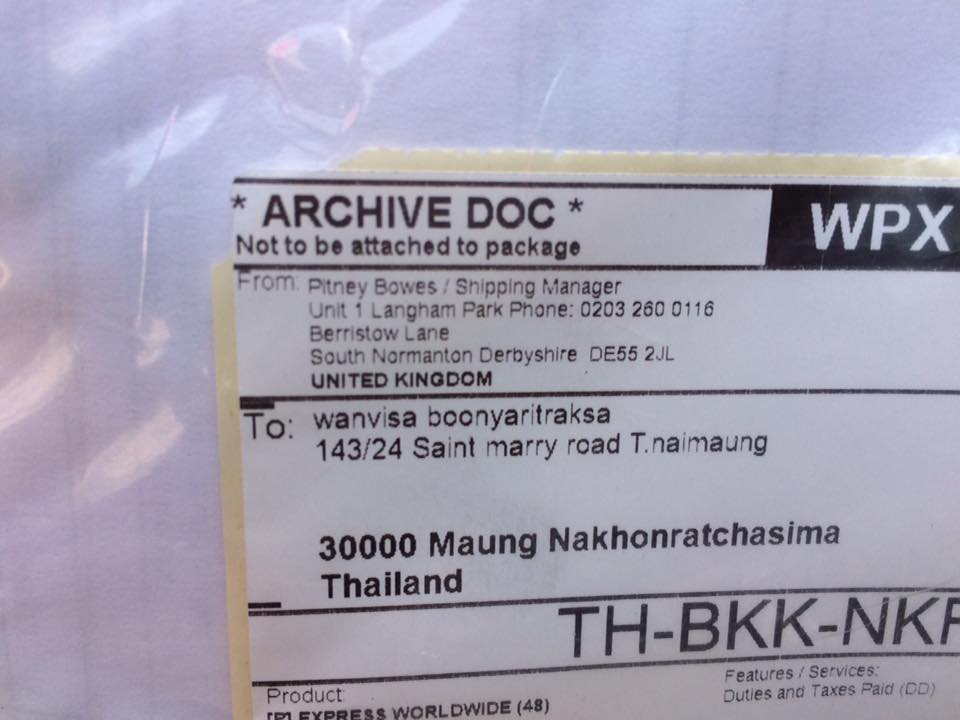 * ARCHIVE DOC *
WPX
Not to be attached to package
From: Pitney Bowes / Shipping Manager
Unit 1 Langham Park Phone: 0203 260 0116
Berristow Lane
South Normanton Derbyshire DE55 2JL
UNITED KINGDOM
To: wanvisa boonyaritraksa
143/24 Saint marry road T.naimaung
30000 Maung Nakhonratchasima
Thailand
TH-BKK-NK
Features / Services:
Duties and Taxes Paid (DD)
Product:
[P] EXPRESS WORLDWIDE (48)